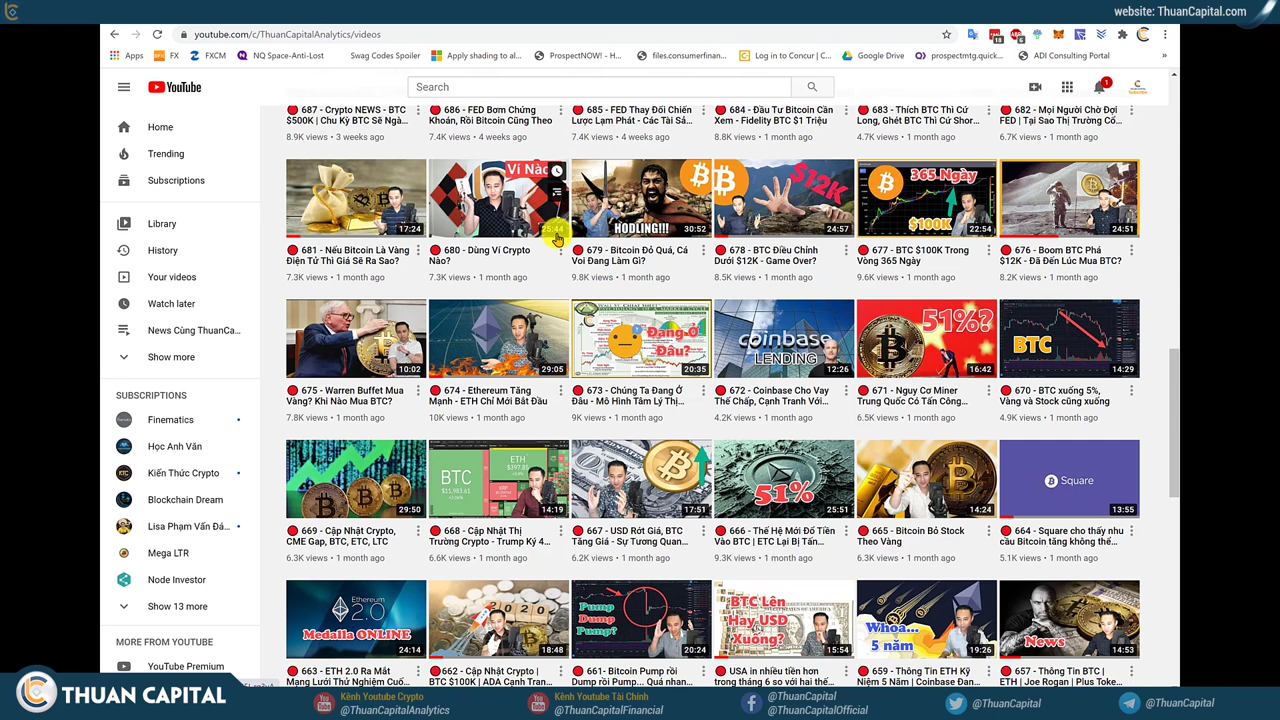 website: ThuanCapital.com
youtube.com/c/ThuanCapitalAnalytics/videos
Apps
FX
FXCM
NQ Space-Anti-Lost
Swag Codes Spoiler
Apply shading to al...
ProspectNOW! - H...
files.consumerfinan...
Log in to Concur | C...
Google Drive
prospectmtg.quick...
ADI Consulting Portal
»
YouTube
Search
1
Home
Trending
Subscriptions
Library
History
Your videos
Watch later
News Cùng ThuanCa...
Show more
SUBSCRIPTIONS
Finematics
Học Anh Văn
Kiến Thức Crypto
Blockchain Dream
Lisa Phạm Vấn Đá...
Mega LTR
Node Investor
Show 13 more
MORE FROM YOUTUBE
YouTube Premium
687 - Crypto NEWS - BTC
$500K | Chu Kỳ BTC Sẽ Ngà...
8.9K views • 3 weeks ago
686 - FED Bơm Chứng
Khoán, Rồi Bitcoin Cũng Theo
7.4K views • 4 weeks ago
685 - FED Thay Đổi Chiến
Lược Lạm Phát - Các Tài Sả...
7.4K views • 4 weeks ago
684 - Đầu Tư Bitcoin Cần
Xem - Fidelity BTC $1 Triệu
8.8K views • 1 month ago
683 - Thích BTC Thì Cứ
Long, Ghét BTC Thì Cứ Shor...
4.7K views • 1 month ago
682 - Mọi Người Chờ Đợi
FED | Tại Sao Thị Trường Cổ...
6.7K views • 1 month ago
17:24
681 - Nếu Bitcoin Là Vàng
Điện Tử Thì Giá Sẽ Ra Sao?
7.3K views • 1 month ago
Ví Nào
25:44
680 - Dùng Ví Crypto
Nào?
7.3K views • 1 month ago
HODLING!!!
30:52
679 - Bitcoin Đỏ Quá, Cá
Voi Đang Làm Gì?
9.8K views • 1 month ago
$12K
24:57
678 - BTC Điều Chỉnh
Dưới $12K - Game Over?
8.5K views • 1 month ago
365 Ngày
$100K
22:54
677 - BTC $100K Trong
Vòng 365 Ngày
9.6K views • 1 month ago
24:51
676 - Boom BTC Phá
$12K - Đã Đến Lúc Mua BTC?
8.2K views • 1 month ago
10:02
675 - Warren Buffet Mua
Vàng? Khi Nào Mua BTC?
7.8K views • 1 month ago
29:05
674 - Ethereum Tăng
Mạnh - ETH Chỉ Mới Bắt Đầu
10K views • 1 month ago
Đang Ở
Đâu?
20:35
673 - Chúng Ta Đang Ở
Đâu - Mô Hình Tâm Lý Thị...
9K views • 1 month ago
coinbase
LENDING
12:26
672 - Coinbase Cho Vay
Thế Chấp, Cạnh Tranh Với...
4.2K views • 1 month ago
51%?
16:42
671 - Nguy Cơ Miner
Trung Quốc Có Tấn Công...
6.5K views • 1 month ago
BTC
14:29
670 - BTC xuống 5%,
Vàng và Stock cũng xuống
4.9K views • 1 month ago
29:50
669 - Cập Nhật Crypto,
CME Gap, BTC, ETC, LTC
6.3K views • 1 month ago
BTC
$11,983.61
ETH
$397.8
14:19
668 - Cập Nhật Thị
Trường Crypto - Trump Ký 4...
6.6K views • 1 month ago
17:51
667 - USD Rớt Giá, BTC
Tăng Giá - Sự Tương Quan...
6.3K views • 1 month ago
51%
25:51
666 - Thế Hệ Mới Đổ Tiền
Vào BTC | ETC Lại Bị Tấn...
9.3K views • 1 month ago
14:24
665 - Bitcoin Bỏ Stock
Theo Vàng
6.3K views • 1 month ago
Square
13:55
664 - Square cho thấy nhu
cầu Bitcoin tăng không thể...
5.1K views • 1 month ago
Ethereum
2.0
Medalla ONLINE
24:14
663 - ETH 2.0 Ra Mắt
Mạng Lưới Thử Nghiệm Cuố...
2020
18:48
662 - Cập Nhật Crypto |
BTC $100K | ADA Cạnh Tran...
Pump
Dump
Pump?
20:24
661- Bitcoin Pump rồi
Dump rồi Pump... Quá nhan...
BTC Lên
Hay USD
Xuống?
15:54
USA in nhiều tiền hơn
trong tháng 6 so với hai thế...
Whoa...
5 năm
19:26
659 - Thông Tin ETH Kỷ
Niệm 5 Năm | Coinbase Đan...
News
14:53
657 - Thông Tin BTC |
ETH | Joe Rogan | Plus Toke...
THUAN CAPITAL
Kênh Youtube Crypto
@ThuanCapitalAnalytics
Kênh Youtube Tài Chính
@ThuanCapitalFinancial
@ThuanCapital
@ThuanCapitalOfficial
@ThuanCapital
@ThuanCapital